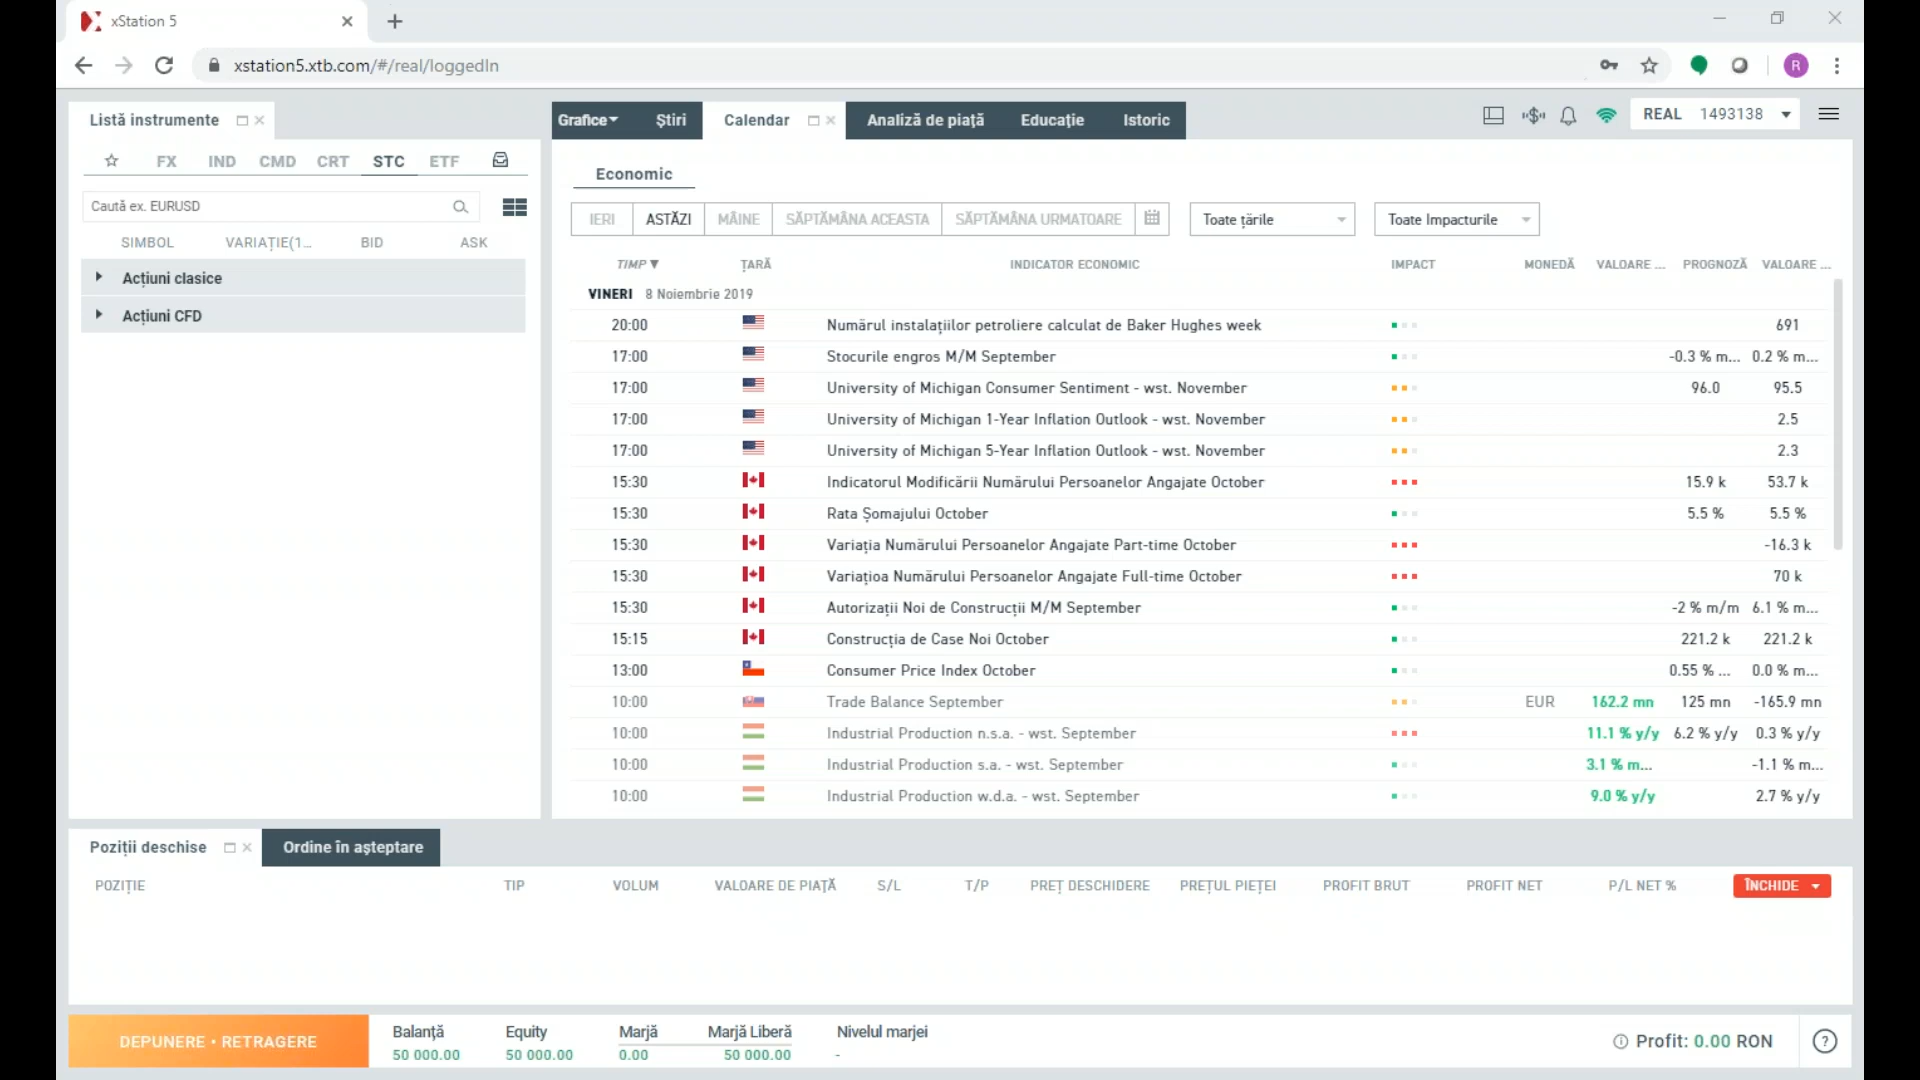 xStation 5
xstation5.xtb.com/#/real/loggedIn
R
Listă instrumente
Grafice
Știri
Calendar
Analiză de piață
Educație
Istoric
REAL 1493138
FX IND CMD CRT STC ETF
Caută ex. EURUSD
SIMBOL VARIAȚIE(1... BID ASK
Acțiuni clasice
Acțiuni CFD
Economic
IERI ASTĂZI MÂINE SĂPTĂMÂNA ACEASTA SĂPTĂMÂNA URMATOARE
Toate țările
Toate Impacturile
TIMP ȚARĂ INDICATOR ECONOMIC IMPACT MONEDĂ VALOARE ... PROGNOZĂ VALOARE ...
VINERI 8 Noiembrie 2019
20:00 Numărul instalațiilor petroliere calculat de Baker Hughes week 691
17:00 Stocurile engros M/M September -0.3 % m... 0.2 % m...
17:00 University of Michigan Consumer Sentiment - wst. November 96.0 95.5
17:00 University of Michigan 1-Year Inflation Outlook - wst. November 2.5
17:00 University of Michigan 5-Year Inflation Outlook - wst. November 2.3
15:30 Indicatorul Modificării Numărului Persoanelor Angajate October 15.9 k 53.7 k
15:30 Rata Șomajului October 5.5 % 5.5 %
15:30 Variația Numărului Persoanelor Angajate Part-time October -16.3 k
15:30 Variațioa Numărului Persoanelor Angajate Full-time October 70 k
15:30 Autorizații Noi de Construcții M/M September -2 % m/m 6.1 % m...
15:15 Construcția de Case Noi October 221.2 k 221.2 k
13:00 Consumer Price Index October 0.55 % ... 0.0 % m...
10:00 Trade Balance September EUR 162.2 mn 125 mn -165.9 mn
10:00 Industrial Production n.s.a. - wst. September 11.1 % y/y 6.2 % y/y 0.3 % y/y
10:00 Industrial Production s.a. - wst. September 3.1 % m... -1.1 % m...
10:00 Industrial Production w.d.a. - wst. September 9.0 % y/y 2.7 % y/y
Poziții deschise
Ordine în așteptare
POZIȚIE TIP VOLUM VALOARE DE PIAȚĂ S/L T/P PREȚ DESCHIDERE PREȚUL PIEȚEI PROFIT BRUT PROFIT NET P/L NET % ÎNCHIDE
DEPUNERE • RETRAGERE
Balanță Equity Marjă Marjă Liberă Nivelul marjei
50 000.00 50 000.00 0.00 50 000.00 -
Profit: 0.00 RON
?